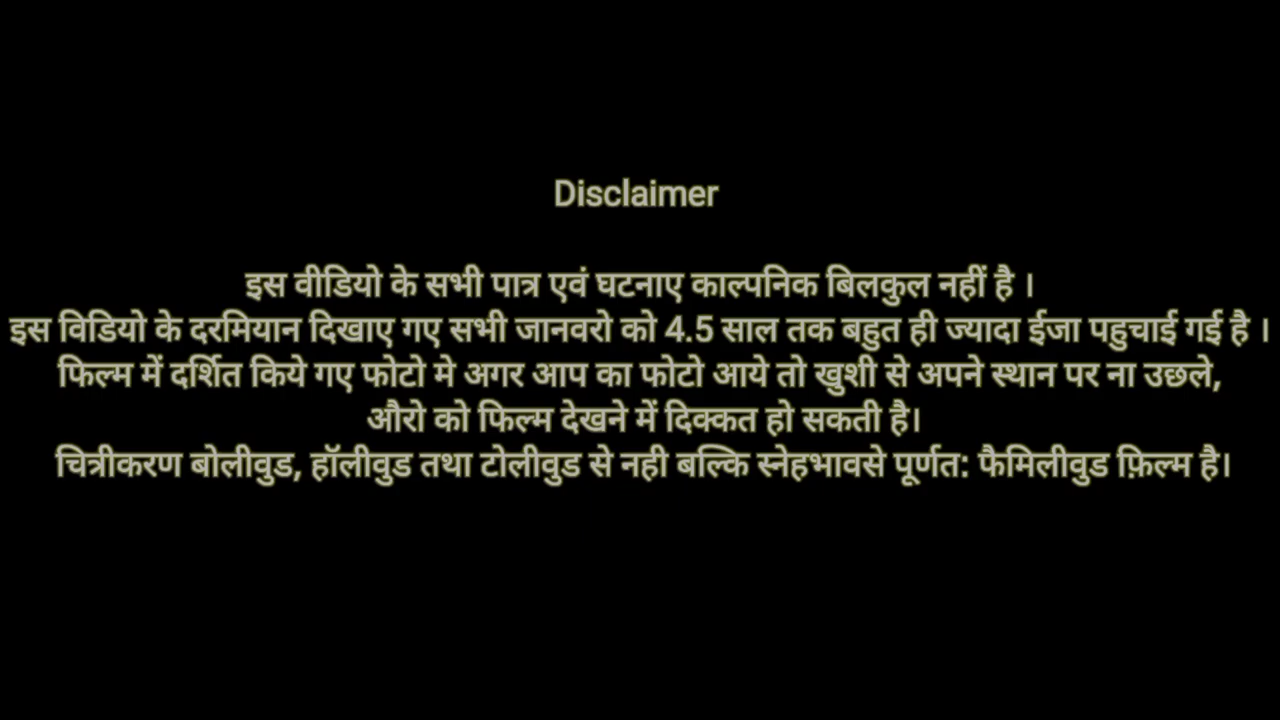 Disclaimer
इस वीडियो के सभी पात्र एवं घटनाए काल्पनिक बिलकुल नहीं है ।
इस विडियो के दरमियान दिखाए गए सभी जानवरो को 4.5 साल तक बहुत ही ज्यादा ईजा पहुचाई गई है ।
फिल्म में दर्शित किये गए फोटो मे अगर आप का फोटो आये तो खुशी से अपने स्थान पर ना उछले,
औरो को फिल्म देखने में दिक्कत हो सकती है।
चित्रीकरण बोलीवुड, हॉलीवुड तथा टोलीवुड से नही बल्कि स्नेहभावसे पूर्णत: फैमिलीवुड फ़िल्म है।